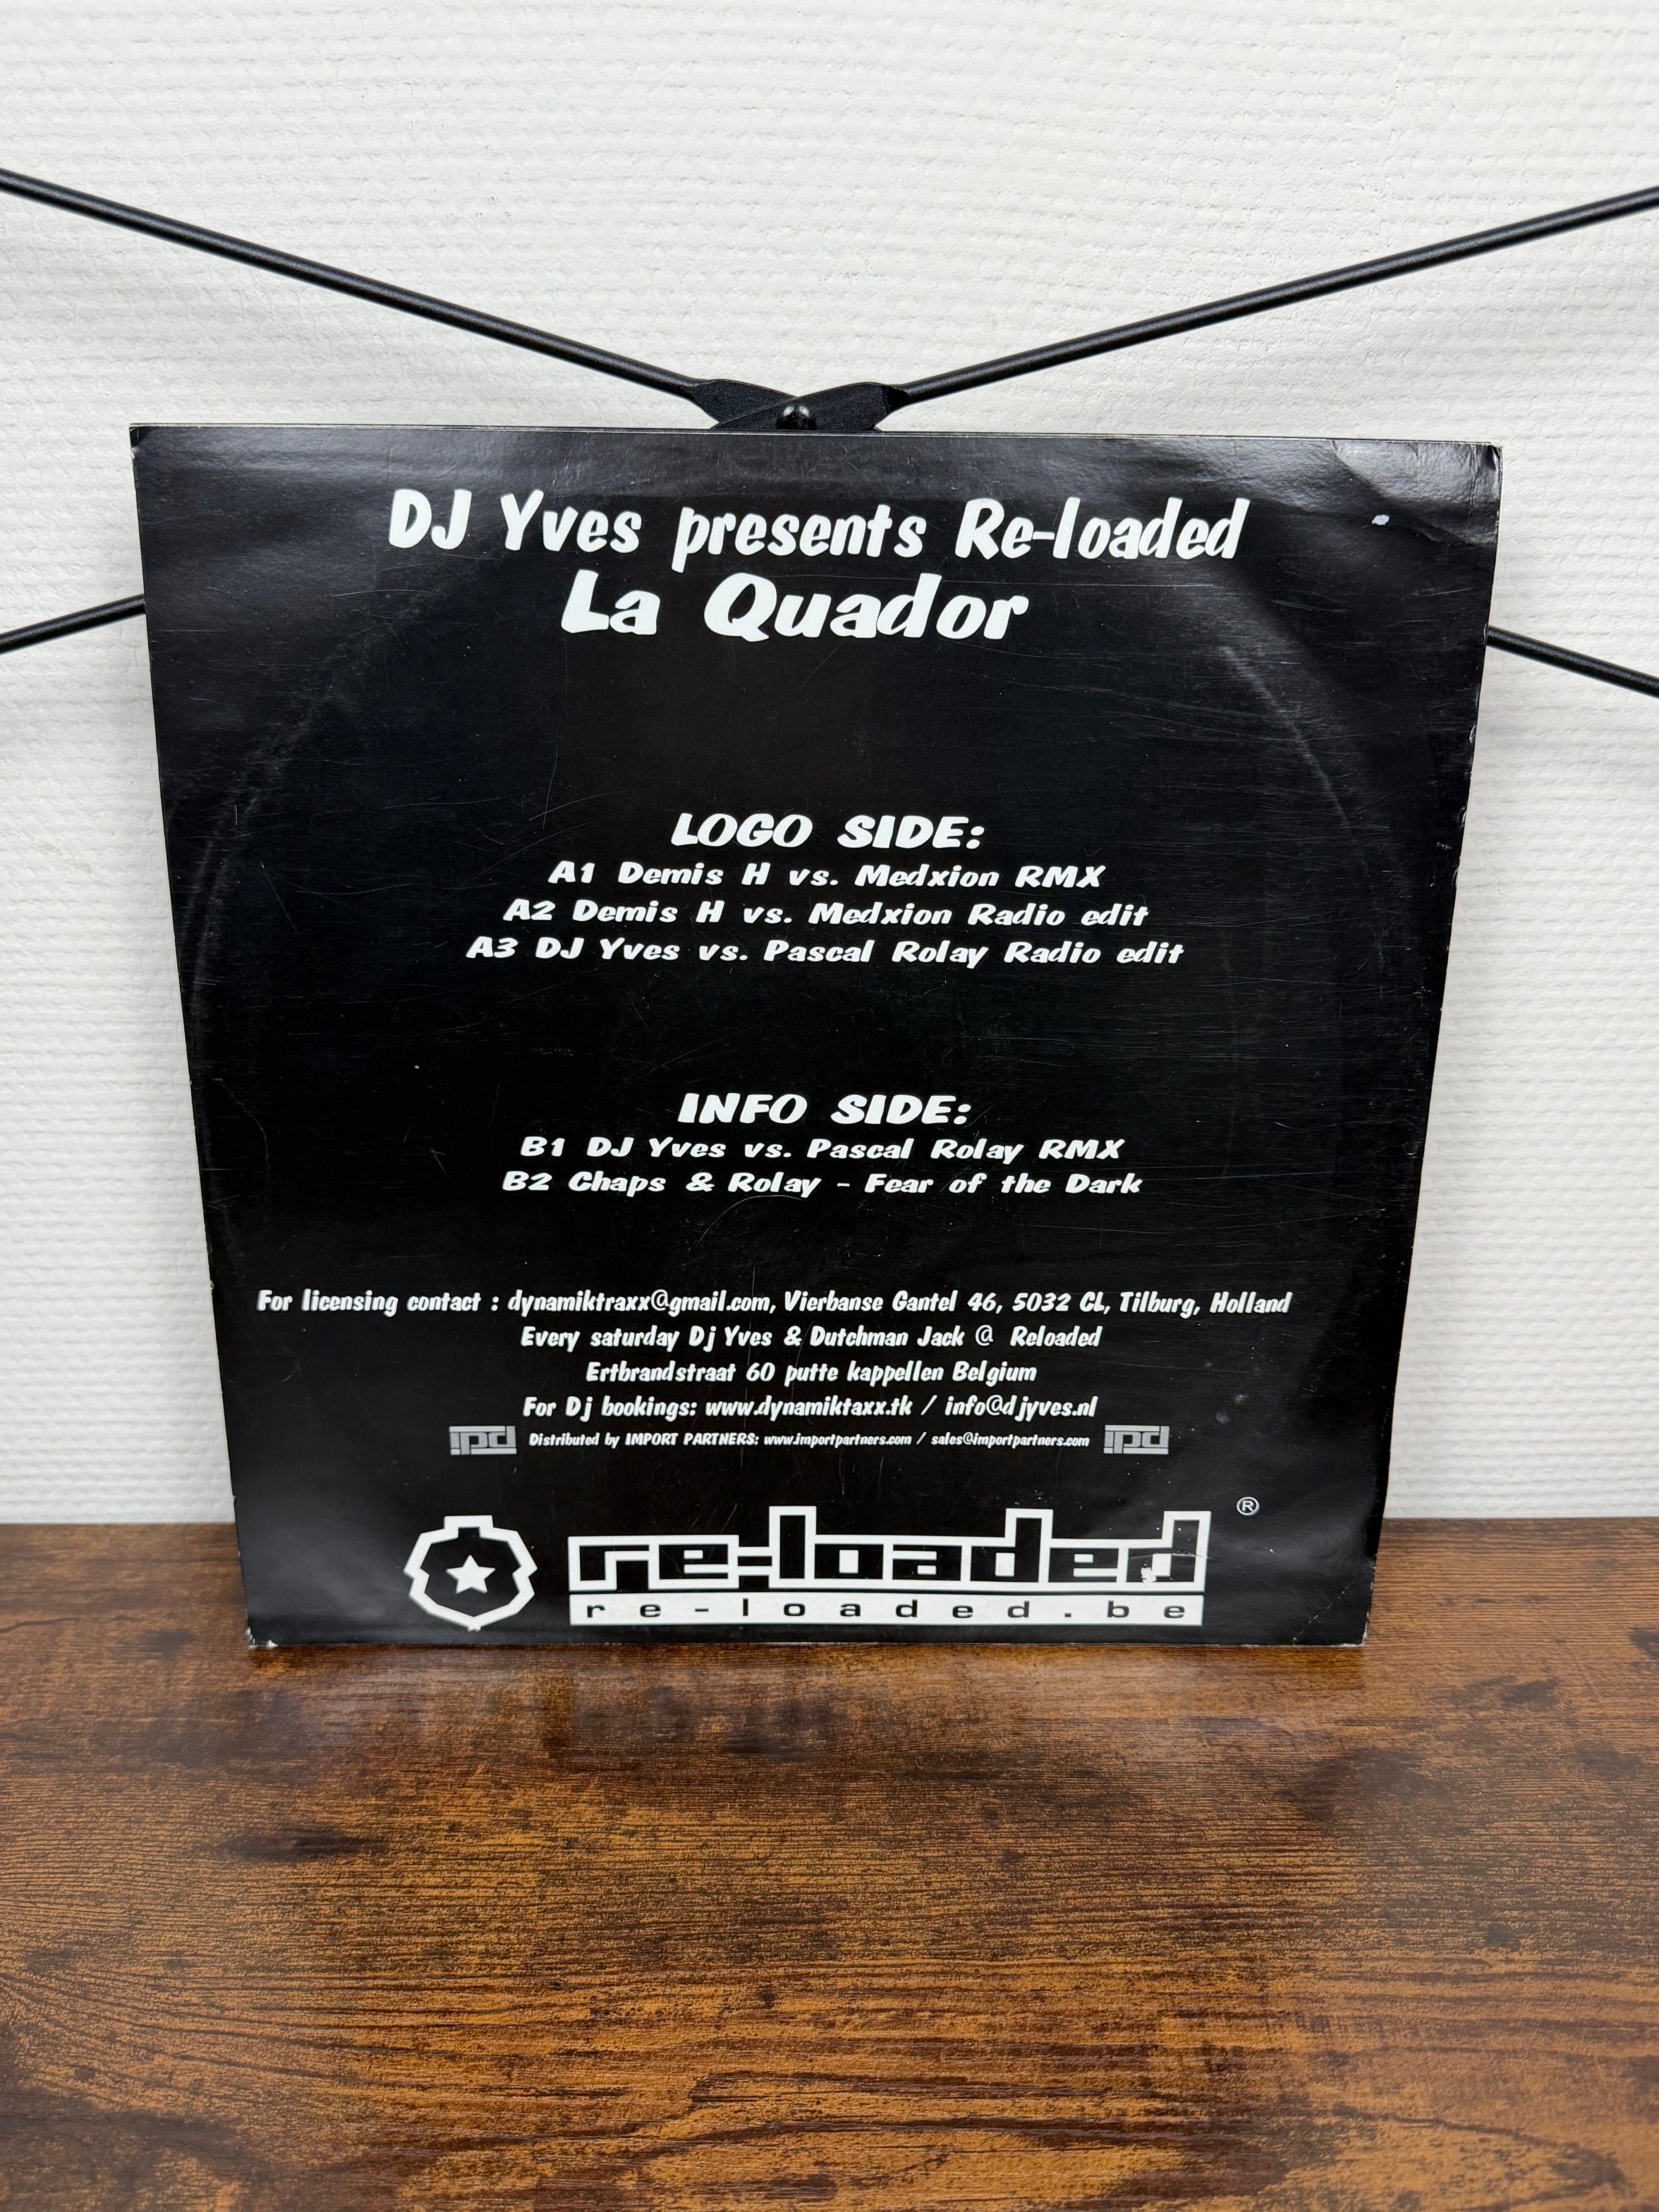 DJ Yves presents Re-loaded
La Quador
LOGO SIDE:
A1 Demis H vs. Medxion RMX
A2 Demis H vs. Medxion Radio edit
A3 DJ Yves vs. Pascal Rolay Radio edit
INFO SIDE:
B1 DJ Yves vs. Pascal Rolay RMX
B2 Chaps & Rolay - Fear of the Dark
For licensing contact : dynamiktraxx@gmail.com, Vierbanse Gantel 46, 5032 CL, Tilburg, Holland
Every saturday Dj Yves & Dutchman Jack @ Reloaded
Ertbrandstraat 60 putte kappellen Belgium
For Dj bookings: www.dynamiktaxx.tk / info@djyves.nl
ipd Distributed by IMPORT PARTNERS: www.importpartners.com / sales@importpartners.com ipd
re:loaded ®
re-loaded.be